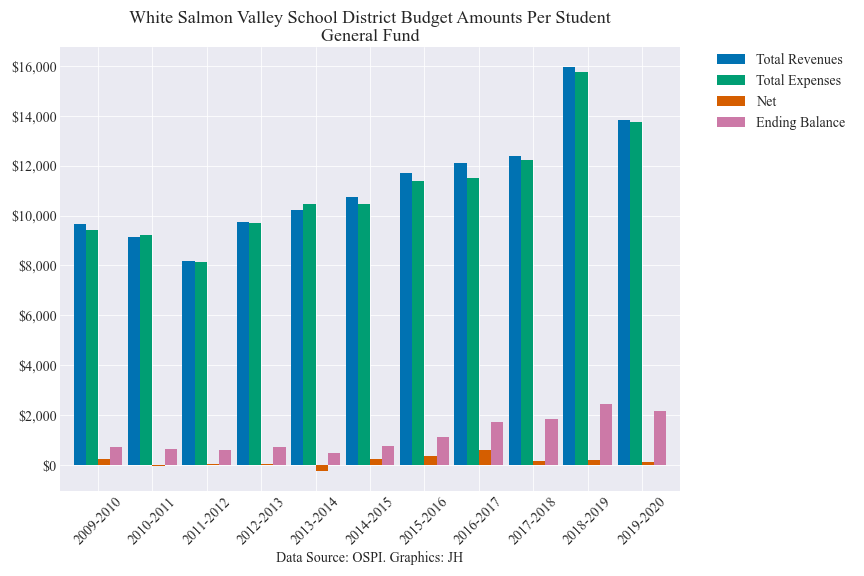 White Salmon Valley School District Budget Amounts Per Student
General Fund
Total Revenues
Total Expenses
Net
Ending Balance
$16,000
$14,000
$12,000
$10,000
$8,000
$6,000
$4,000
$2,000
$0
2009-2010
2010-2011
2011-2012
2012-2013
2013-2014
2014-2015
2015-2016
2016-2017
2017-2018
2018-2019
2019-2020
Data Source: OSPI. Graphics: JH